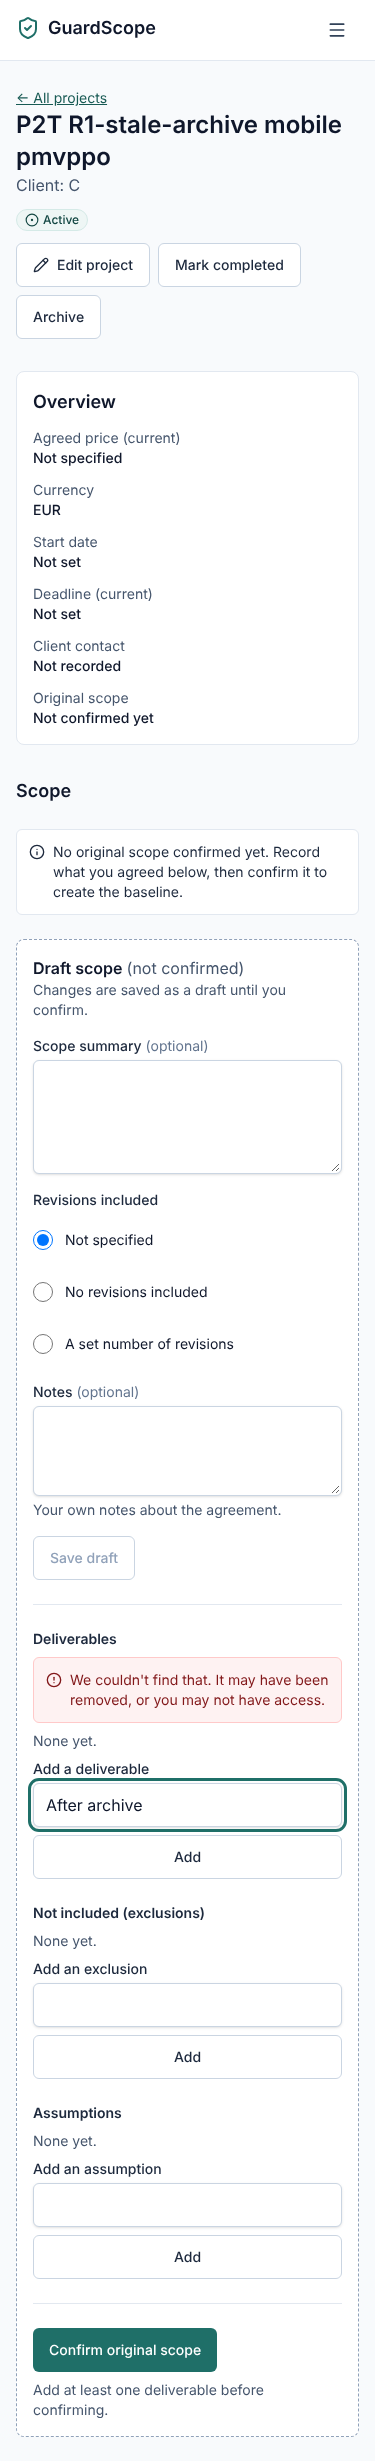 GuardScope
← All projects
P2T R1-stale-archive mobile
pmvppo
Client: C
Active
Edit project
Mark completed
Archive
Overview
Agreed price (current)
Not specified
Currency
EUR
Start date
Not set
Deadline (current)
Not set
Client contact
Not recorded
Original scope
Not confirmed yet
Scope
No original scope confirmed yet. Record
what you agreed below, then confirm it to
create the baseline.
Draft scope (not confirmed)
Changes are saved as a draft until you
confirm.
Scope summary (optional)
Revisions included
Not specified
No revisions included
A set number of revisions
Notes (optional)
Your own notes about the agreement.
Save draft
Deliverables
We couldn't find that. It may have been
removed, or you may not have access.
None yet.
Add a deliverable
After archive
Add
Not included (exclusions)
None yet.
Add an exclusion
Add
Assumptions
None yet.
Add an assumption
Add
Confirm original scope
Add at least one deliverable before
confirming.